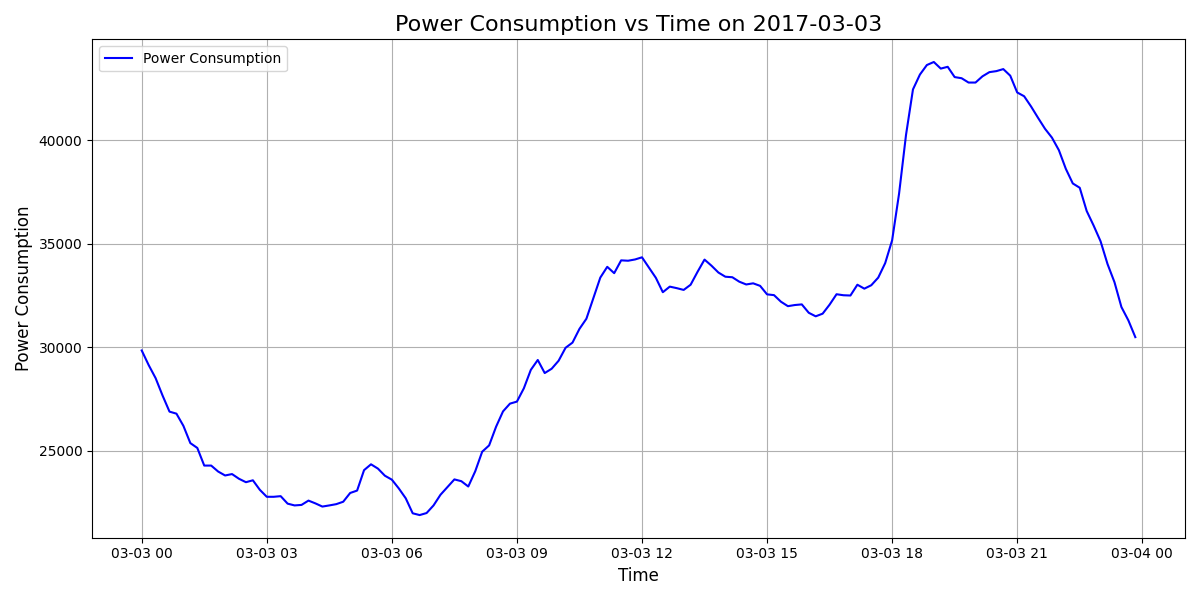 Power Consumption vs Time on 2017-03-03
Power Consumption
Power Consumption
40000
35000
30000
25000
03-03 00 03-03 03 03-03 06 03-03 09 03-03 12 03-03 15 03-03 18 03-03 21 03-04 00
Time